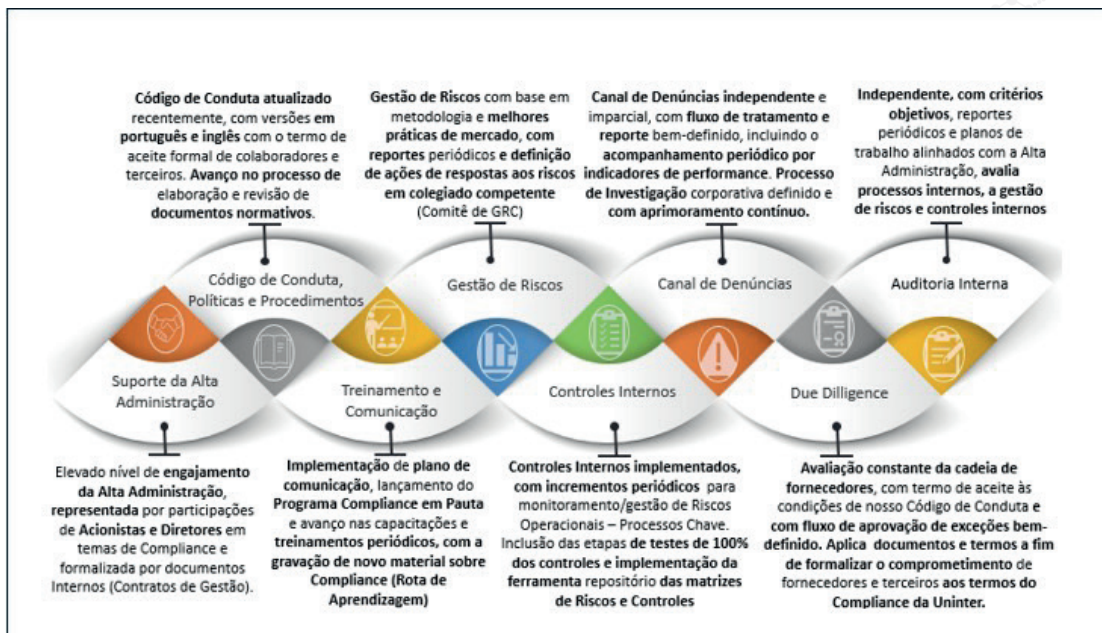 Código de Conduta atualizado
recentemente, com versões em
português e inglês com o termo de
aceite formal de colaboradores e
terceiros. Avanço no processo de
elaboração e revisão de
documentos normativos.
Gestão de Riscos com base em
metodologia e melhores
práticas de mercado, com
reportes periódicos e definição
de ações de respostas aos riscos
em colegiado competente
(Comitê de GRC)
Canal de Denúncias independente e
imparcial, com fluxo de tratamento e
reporte bem-definido, incluindo o
acompanhamento periódico por
indicadores de performance. Processo
de Investigação corporativa definido e
com aprimoramento contínuo.
Independente, com critérios
objetivos, reportes
periódicos e planos de
trabalho alinhados com a Alta
Administração, avalia
processos internos, a gestão
de riscos e controles internos
Código de Conduta,
Políticas e Procedimentos
Gestão de Riscos
Canal de Denúncias
Auditoria Interna
Suporte da Alta
Administração
Treinamento e
Comunicação
Controles Internos
Due Dilligence
Elevado nível de engajamento
da Alta Administração,
representada por participações
de Acionistas e Diretores em
temas de Compliance e
formalizada por documentos
Internos (Contratos de Gestão).
Implementação de plano de
comunicação, lançamento do
Programa Compliance em Pauta
e avanço nas capacitações e
treinamentos periódicos, com a
gravação de novo material sobre
Compliance (Rota de
Aprendizagem)
Controles Internos implementados,
com incrementos periódicos para
monitoramento/gestão de Riscos
Operacionais – Processos Chave.
Inclusão das etapas de testes de 100%
dos controles e implementação da
ferramenta repositório das matrizes
de Riscos e Controles
Avaliação constante da cadeia de
fornecedores, com termo de aceite às
condições de nosso Código de Conduta e
com fluxo de aprovação de exceções bem-
definido. Aplica documentos e termos a fim
de formalizar o comprometimento de
fornecedores e terceiros aos termos do
Compliance da Uninter.